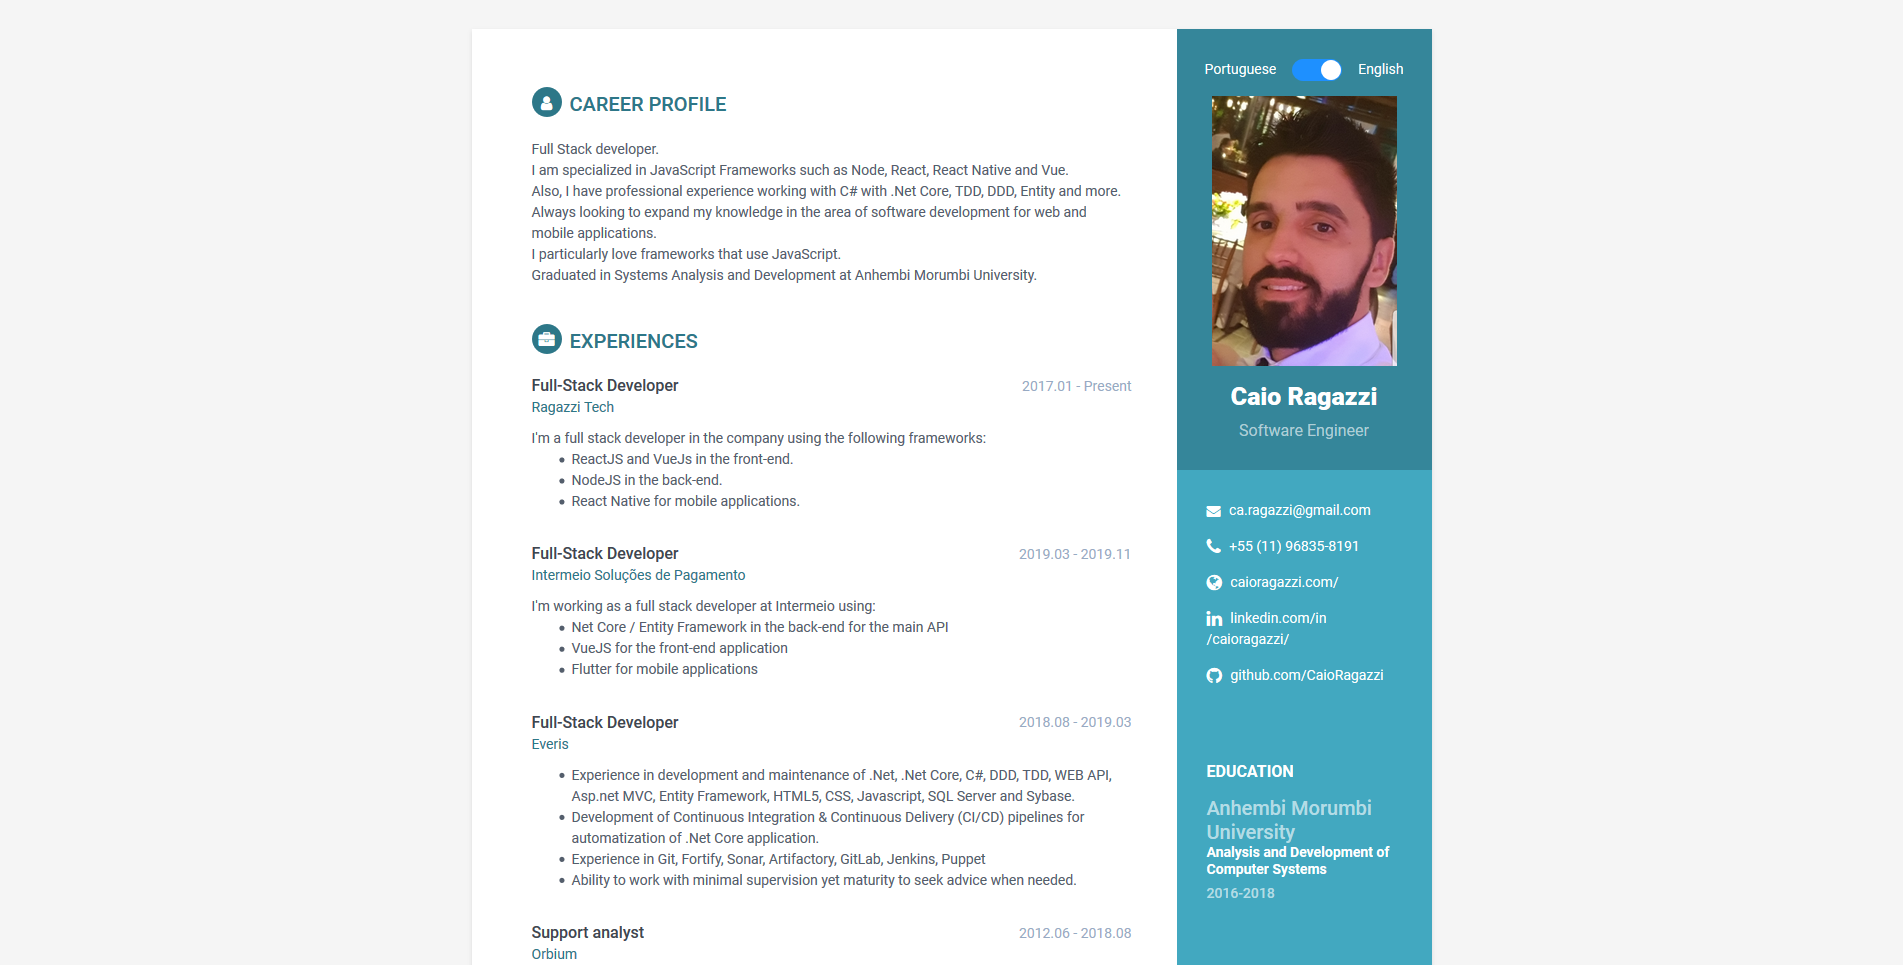 CAREER PROFILE
Full Stack developer.
I am specialized in JavaScript Frameworks such as Node, React, React Native and Vue.
Also, I have professional experience working with C# with .Net Core, TDD, DDD, Entity and more.
Always looking to expand my knowledge in the area of software development for web and
mobile applications.
I particularly love frameworks that use JavaScript.
Graduated in Systems Analysis and Development at Anhembi Morumbi University.
EXPERIENCES
Full-Stack Developer 2017.01 - Present
Ragazzi Tech
I'm a full stack developer in the company using the following frameworks:
• ReactJS and VueJs in the front-end.
• NodeJS in the back-end.
• React Native for mobile applications.
Full-Stack Developer 2019.03 - 2019.11
Intermeio Soluções de Pagamento
I'm working as a full stack developer at Intermeio using:
• Net Core / Entity Framework in the back-end for the main API
• VueJS for the front-end application
• Flutter for mobile applications
Full-Stack Developer 2018.08 - 2019.03
Everis
• Experience in development and maintenance of .Net, .Net Core, C#, DDD, TDD, WEB API,
Asp.net MVC, Entity Framework, HTML5, CSS, Javascript, SQL Server and Sybase.
• Development of Continuous Integration & Continuous Delivery (CI/CD) pipelines for
automatization of .Net Core application.
• Experience in Git, Fortify, Sonar, Artifactory, GitLab, Jenkins, Puppet
• Ability to work with minimal supervision yet maturity to seek advice when needed.
Support analyst 2012.06 - 2018.08
Orbium
Portuguese English
Caio Ragazzi
Software Engineer
ca.ragazzi@gmail.com
+55 (11) 96835-8191
caioragazzi.com/
linkedin.com/in
/caioragazzi/
github.com/CaioRagazzi
EDUCATION
Anhembi Morumbi
University
Analysis and Development of
Computer Systems
2016-2018